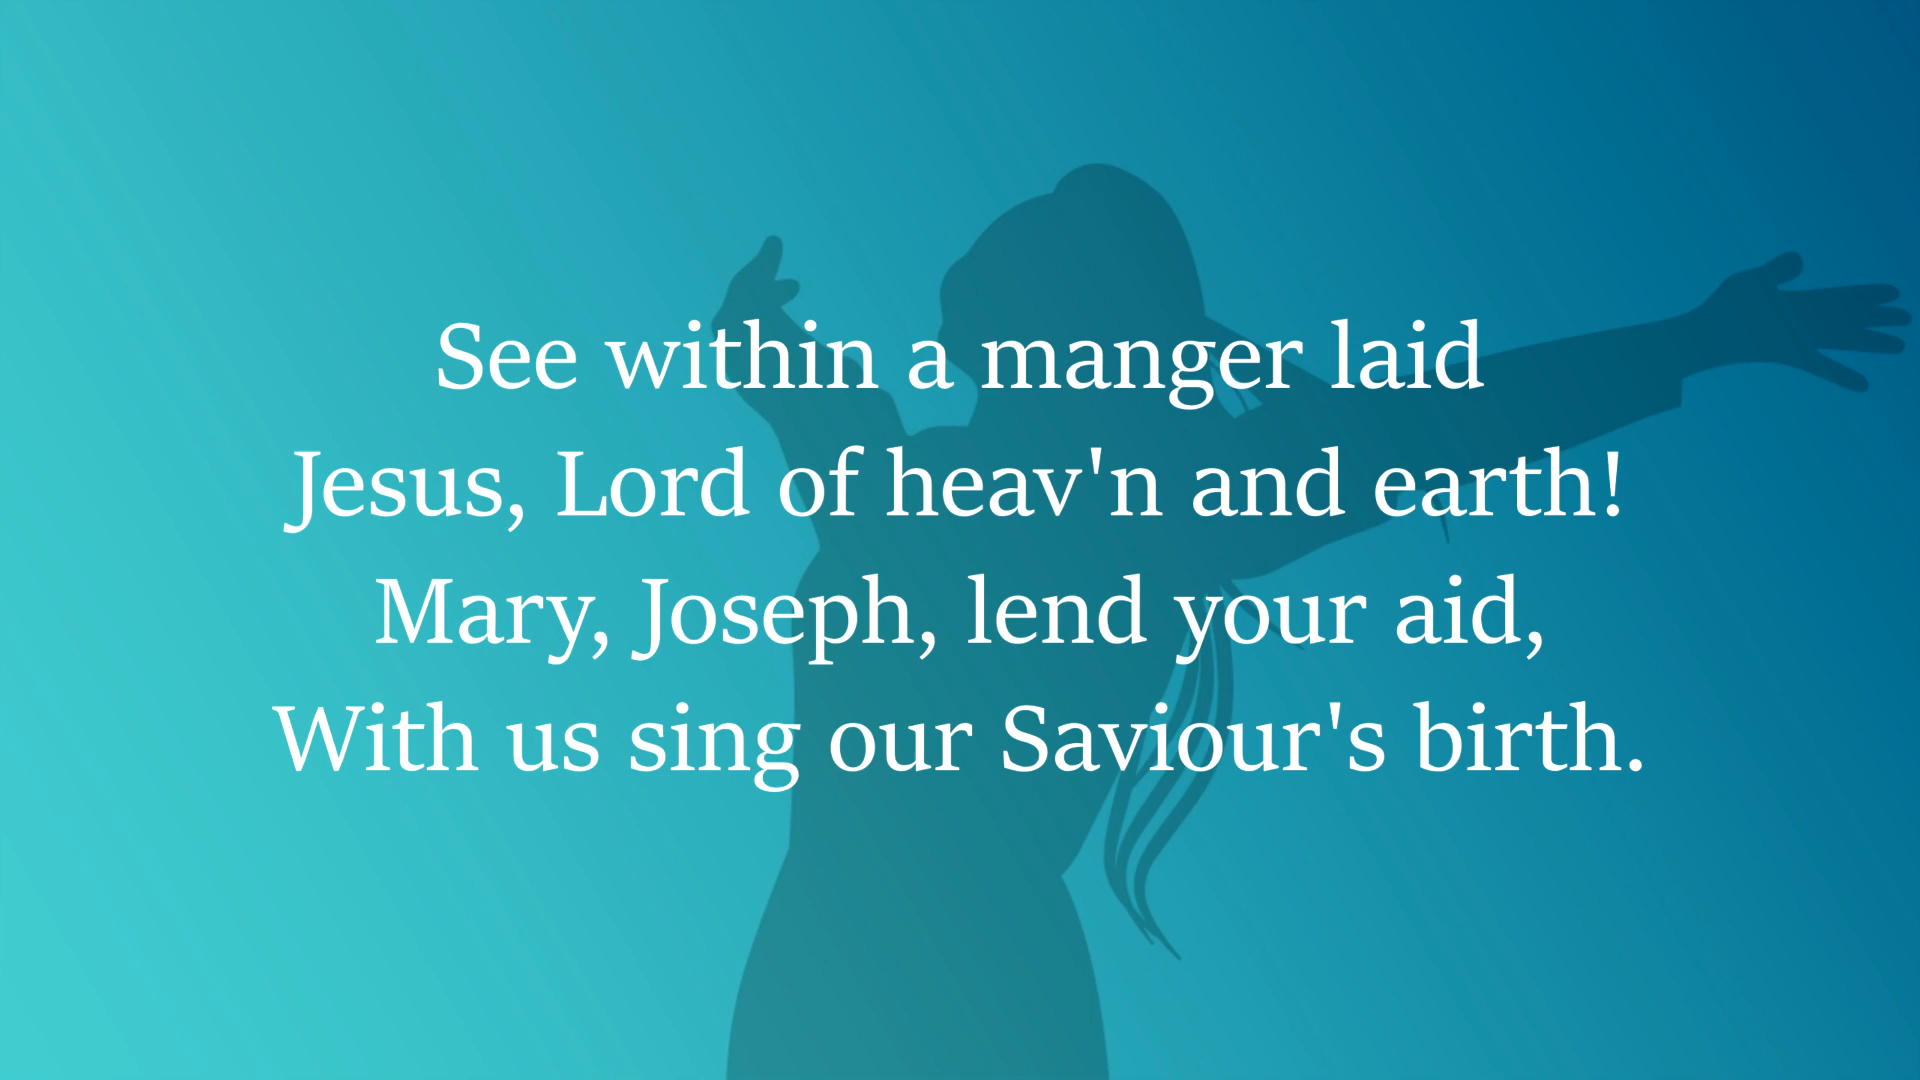 See within a manger laid
Jesus, Lord of heav'n and earth!
Mary, Joseph, lend your aid,
With us sing our Saviour's birth.